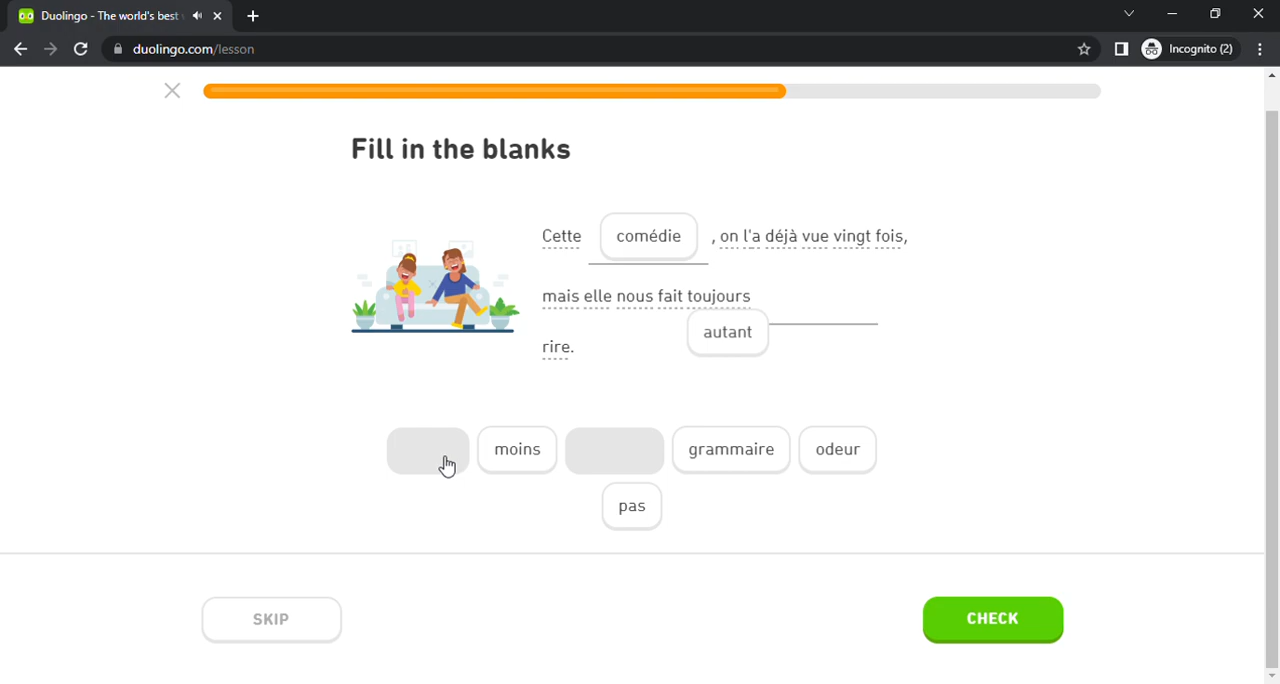 Duolingo - The world's best
duolingo.com/lesson
Incognito (2)
Fill in the blanks
Cette comédie , on l'a déjà vue vingt fois,
mais elle nous fait toujours
autant
rire.
moins grammaire odeur
pas
SKIP CHECK